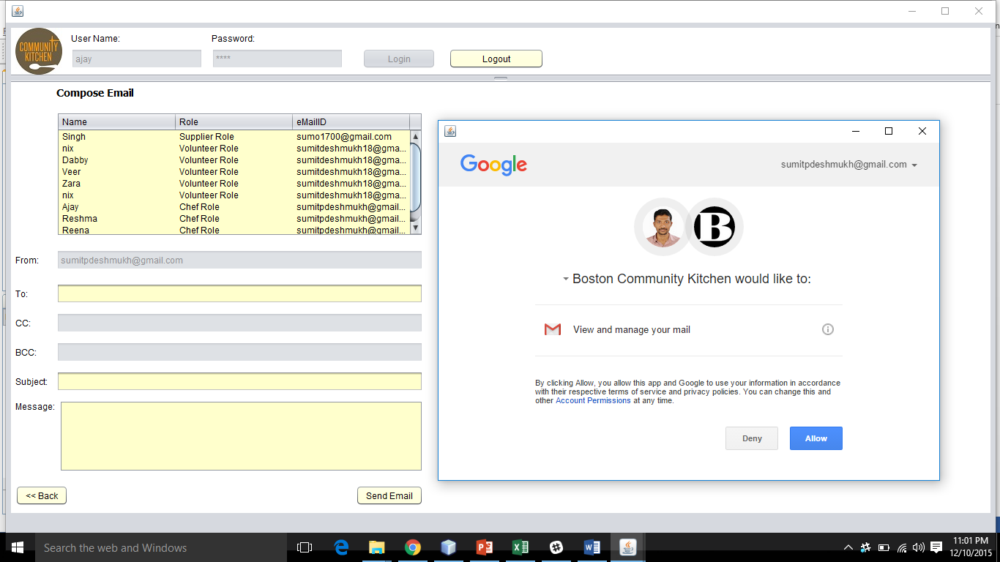 User Name:
Password:
COMMUNITY
KITCHEN
ajay
****
Login
Logout
Compose Email
Name Role eMailID
Singh Supplier Role sumo1700@gmail.com
nix Volunteer Role sumitdeshmukh18@gma...
Dabby Volunteer Role sumitdeshmukh18@gma...
Veer Volunteer Role sumitdeshmukh18@gma...
Zara Volunteer Role sumitdeshmukh18@gma...
nix Volunteer Role sumitdeshmukh18@gma...
Ajay Chef Role sumitpdeshmukh@gmail...
Reshma Chef Role sumitpdeshmukh@gmail...
Reena Chef Role sumitpdeshmukh@gmail...
From: sumitpdeshmukh@gmail.com
To:
CC:
BCC:
Subject:
Message:
<< Back
Send Email
Google
sumitpdeshmukh@gmail.com
B
Boston Community Kitchen would like to:
View and manage your mail
By clicking Allow, you allow this app and Google to use your information in accordance
with their respective terms of service and privacy policies. You can change this and
other Account Permissions at any time.
Deny
Allow
Search the web and Windows
11:01 PM
12/10/2015